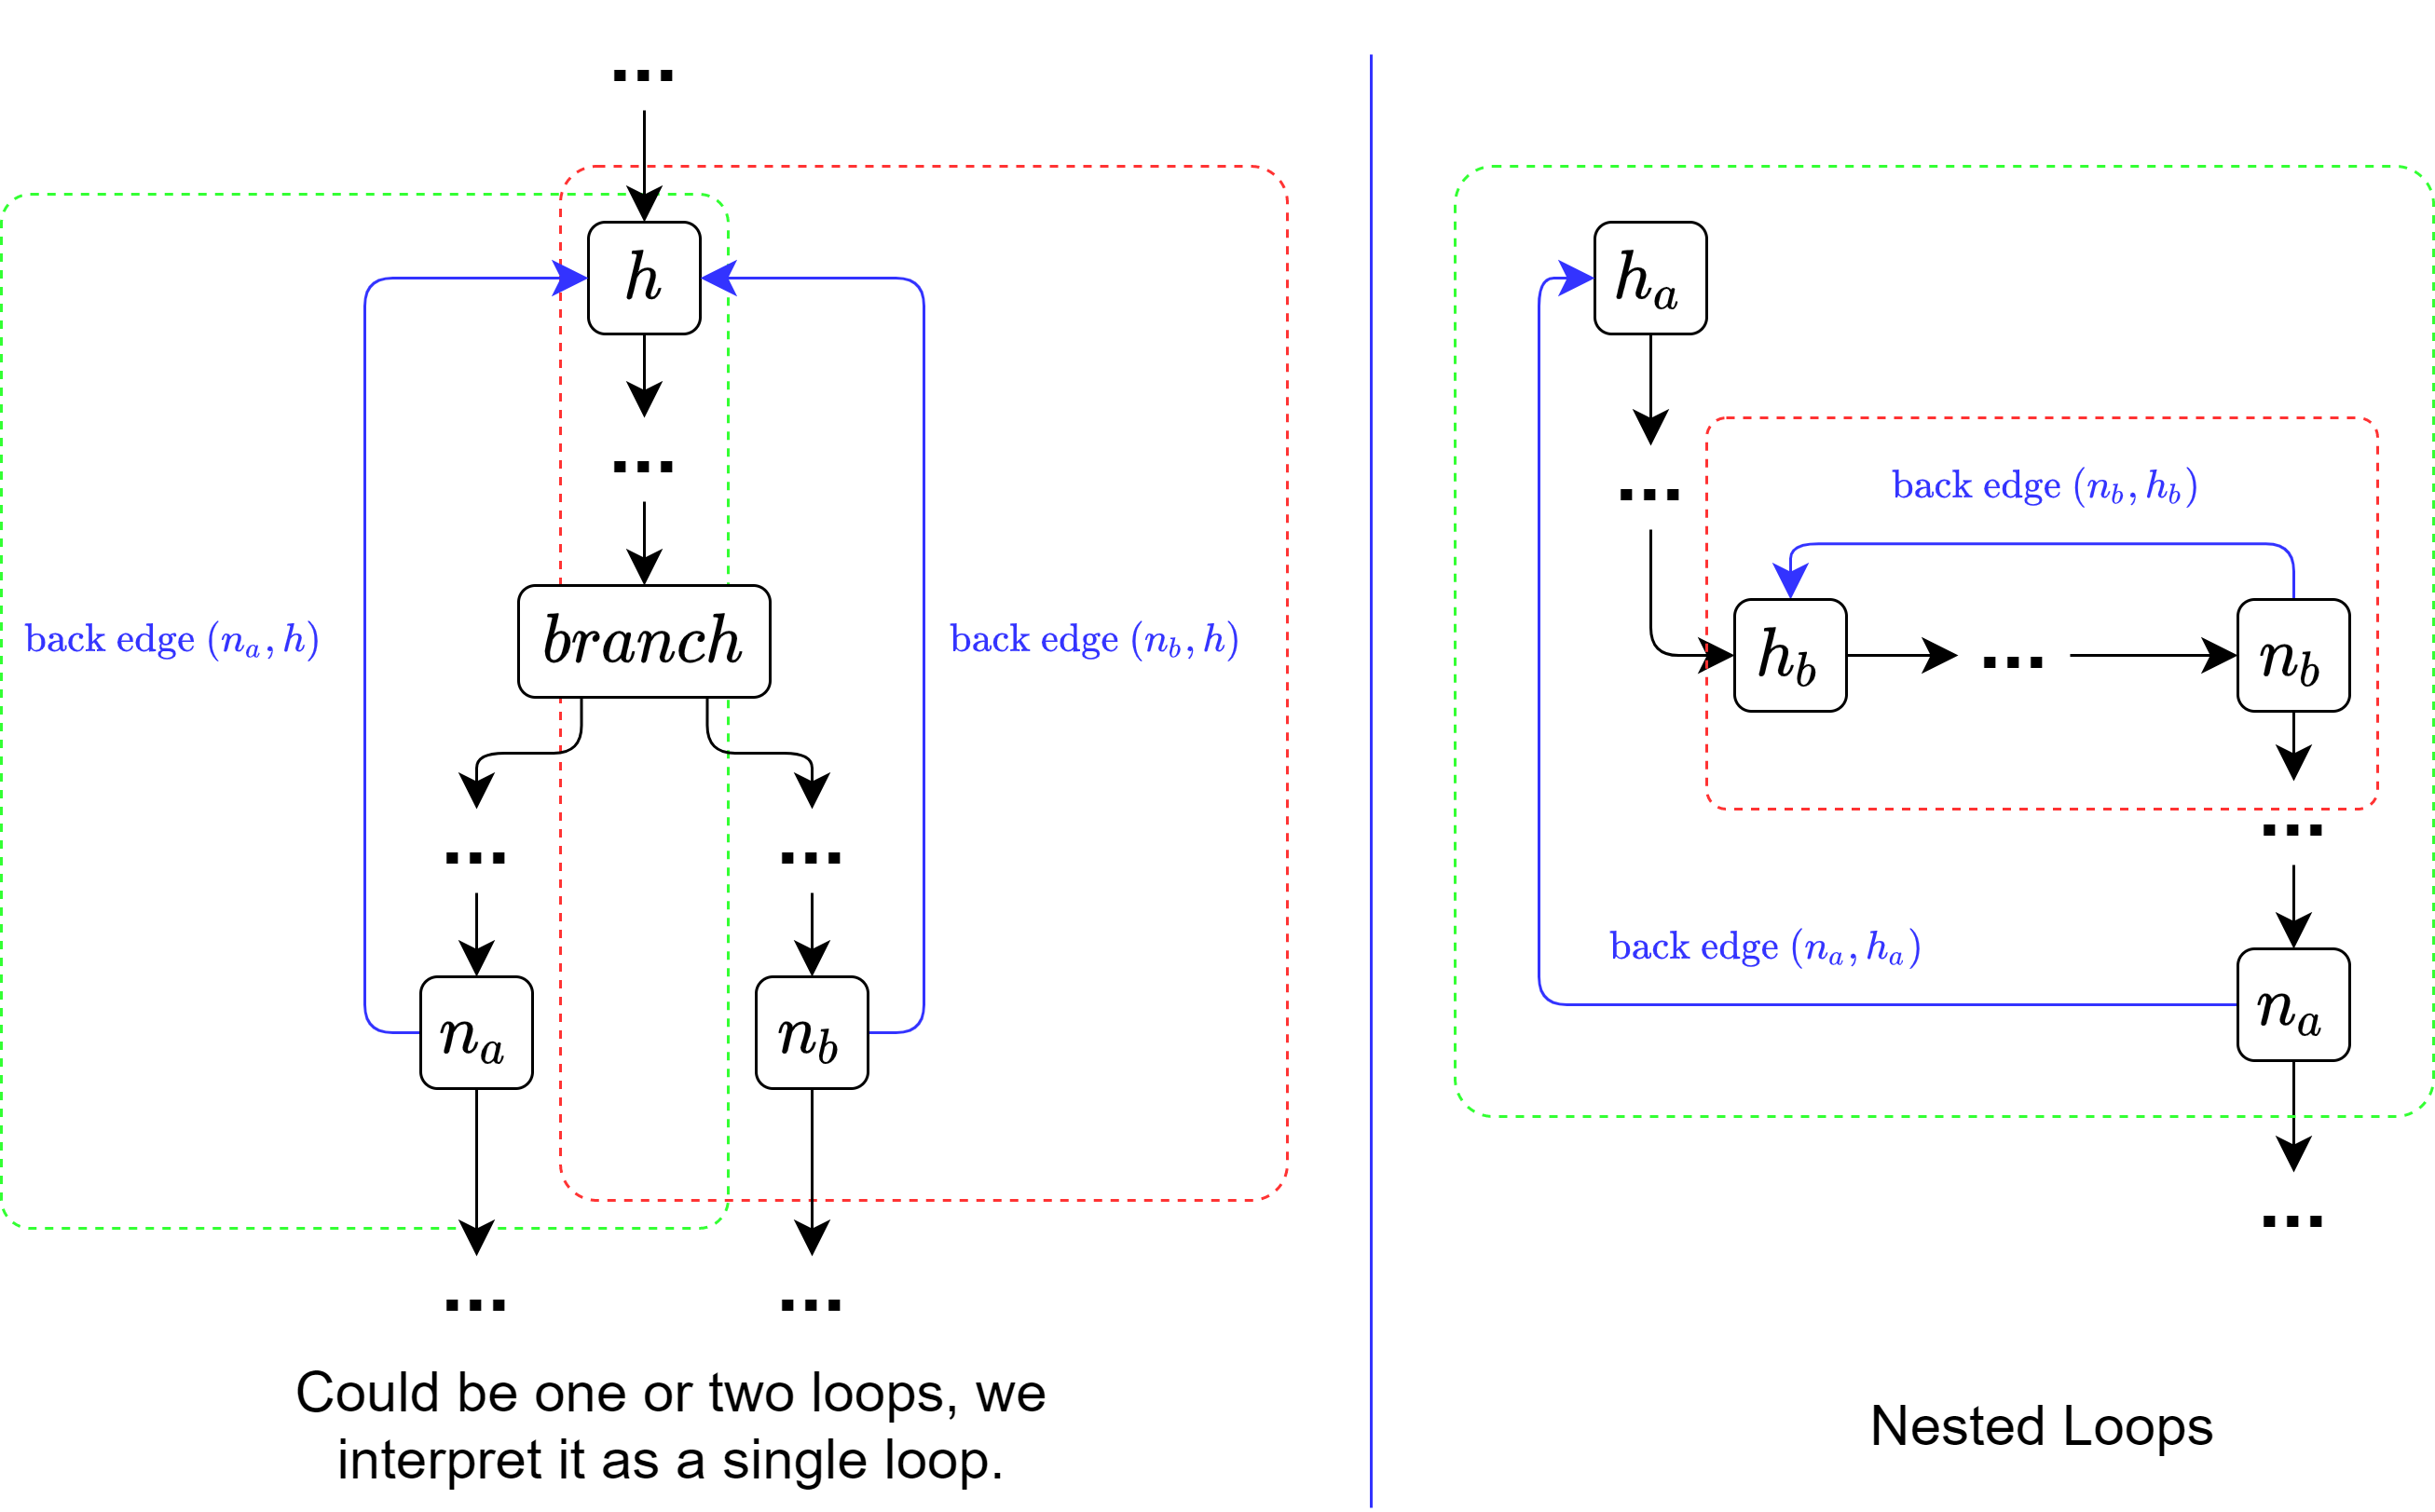 ...
h
...
branch
back edge (n_a, h)
back edge (n_b, h)
... ...
n_a n_b
... ...
Could be one or two loops, we
interpret it as a single loop.
h_a
...
back edge (n_b, h_b)
h_b ... n_b
...
back edge (n_a, h_a)
n_a
...
Nested Loops